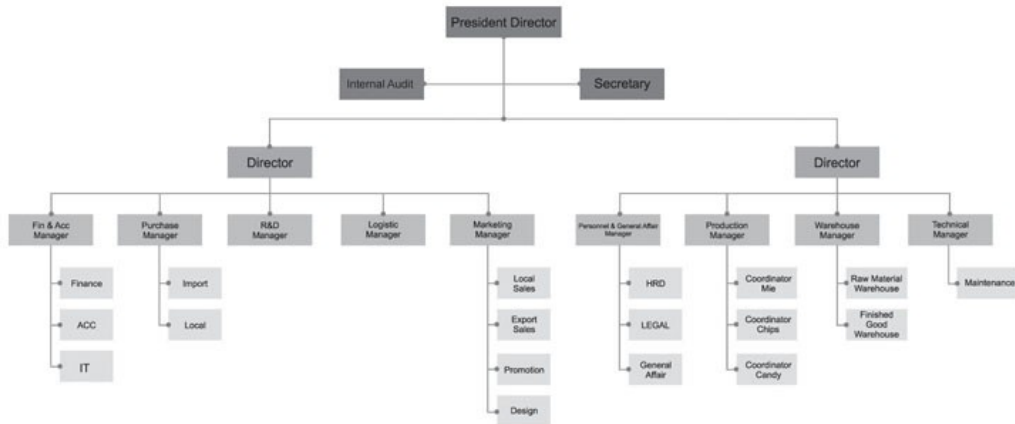 President Director
Internal Audit
Secretary
Director
Director
Fin & Acc
Manager
Purchase
Manager
R&D
Manager
Logistic
Manager
Marketing
Manager
Personnel & General Affair
Manager
Production
Manager
Warehouse
Manager
Technical
Manager
Finance
ACC
IT
Import
Local
Local
Sales
Export
Sales
Promotion
Design
HRD
LEGAL
General
Affair
Coordinator
Mie
Coordinator
Chips
Coordinator
Candy
Raw Material
Warehouse
Finished
Good
Warehouse
Maintenance